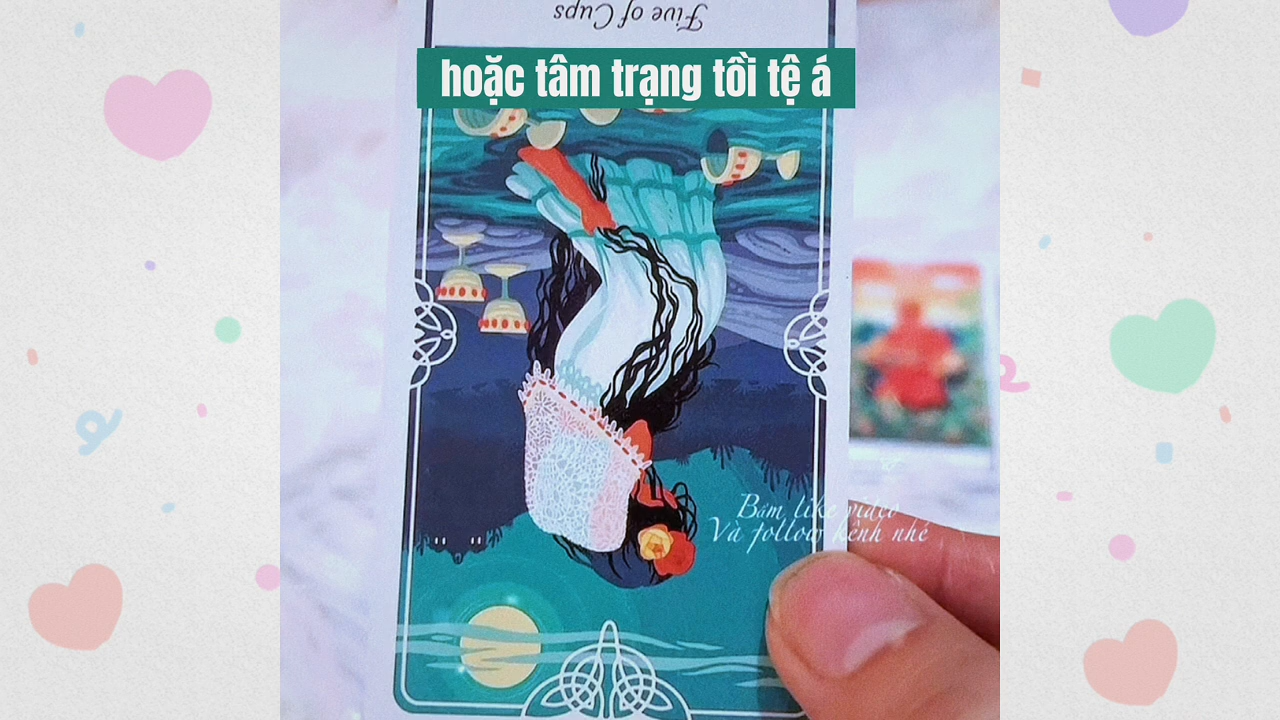 Five of Cups
hoặc tâm trạng tồi tệ á
Bấm like video
Và follow kênh nhé